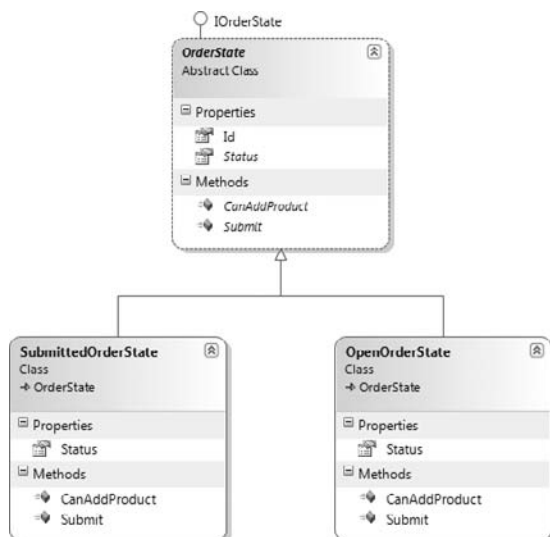 IOrderState
OrderState
Abstract Class
Properties
Id
Status
Methods
CanAddProduct
Submit
SubmittedOrderState
Class
OrderState
Properties
Status
Methods
CanAddProduct
Submit
OpenOrderState
Class
OrderState
Properties
Status
Methods
CanAddProduct
Submit